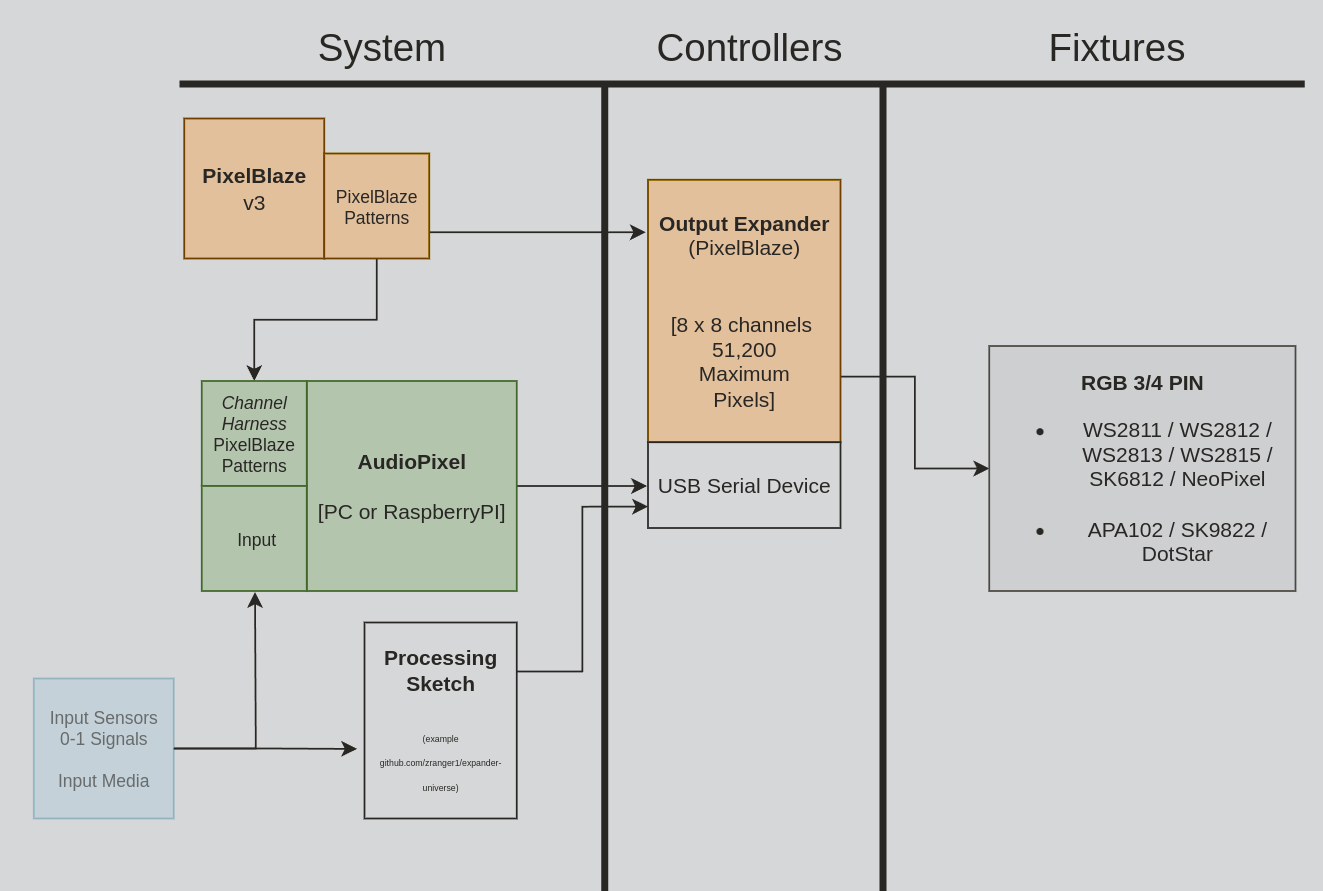 System
Controllers
Fixtures
PixelBlaze
v3
PixelBlaze
Patterns
Output Expander
(PixelBlaze)
[8 x 8 channels
51,200
Maximum
Pixels]
USB Serial Device
RGB 3/4 PIN
• WS2811 / WS2812 /
WS2813 / WS2815 /
SK6812 / NeoPixel
• APA102 / SK9822 /
DotStar
Channel
Harness
PixelBlaze
Patterns
Input
AudioPixel
[PC or RaspberryPI]
Processing
Sketch
(example
github.com/zranger1/expander-
universe)
Input Sensors
0-1 Signals
Input Media